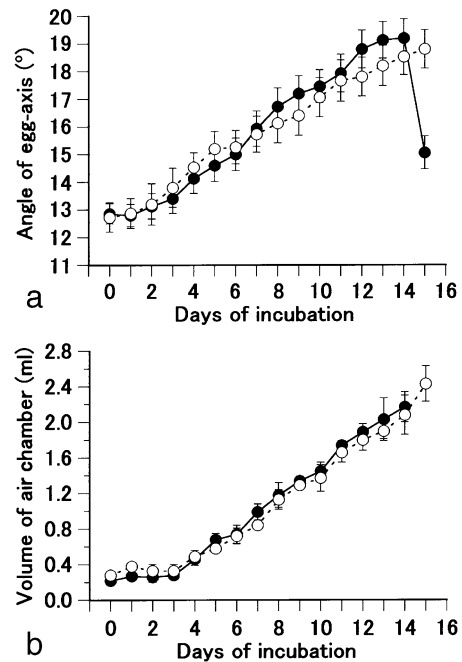 20
19
18
17
16
15
14
13
12
11
Angle of egg-axis (°)
0 2 4 6 8 10 12 14 16
Days of incubation
a
2.8
2.4
2.0
1.6
1.2
0.8
0.4
0.0
Volume of air chamber (ml)
0 2 4 6 8 10 12 14 16
Days of incubation
b